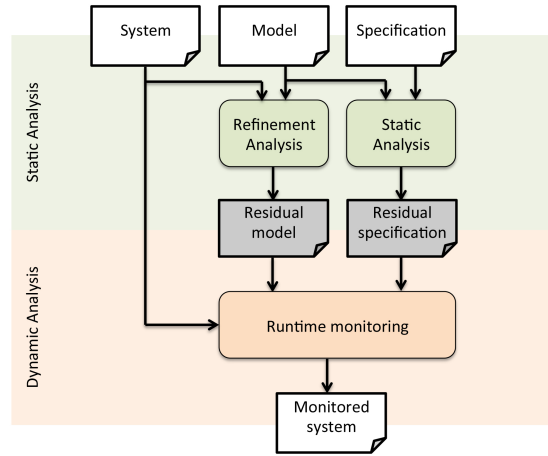 System
Model
Specification
Static Analysis
Refinement
Analysis
Static
Analysis
Residual
model
Residual
specification
Dynamic Analysis
Runtime monitoring
Monitored
system